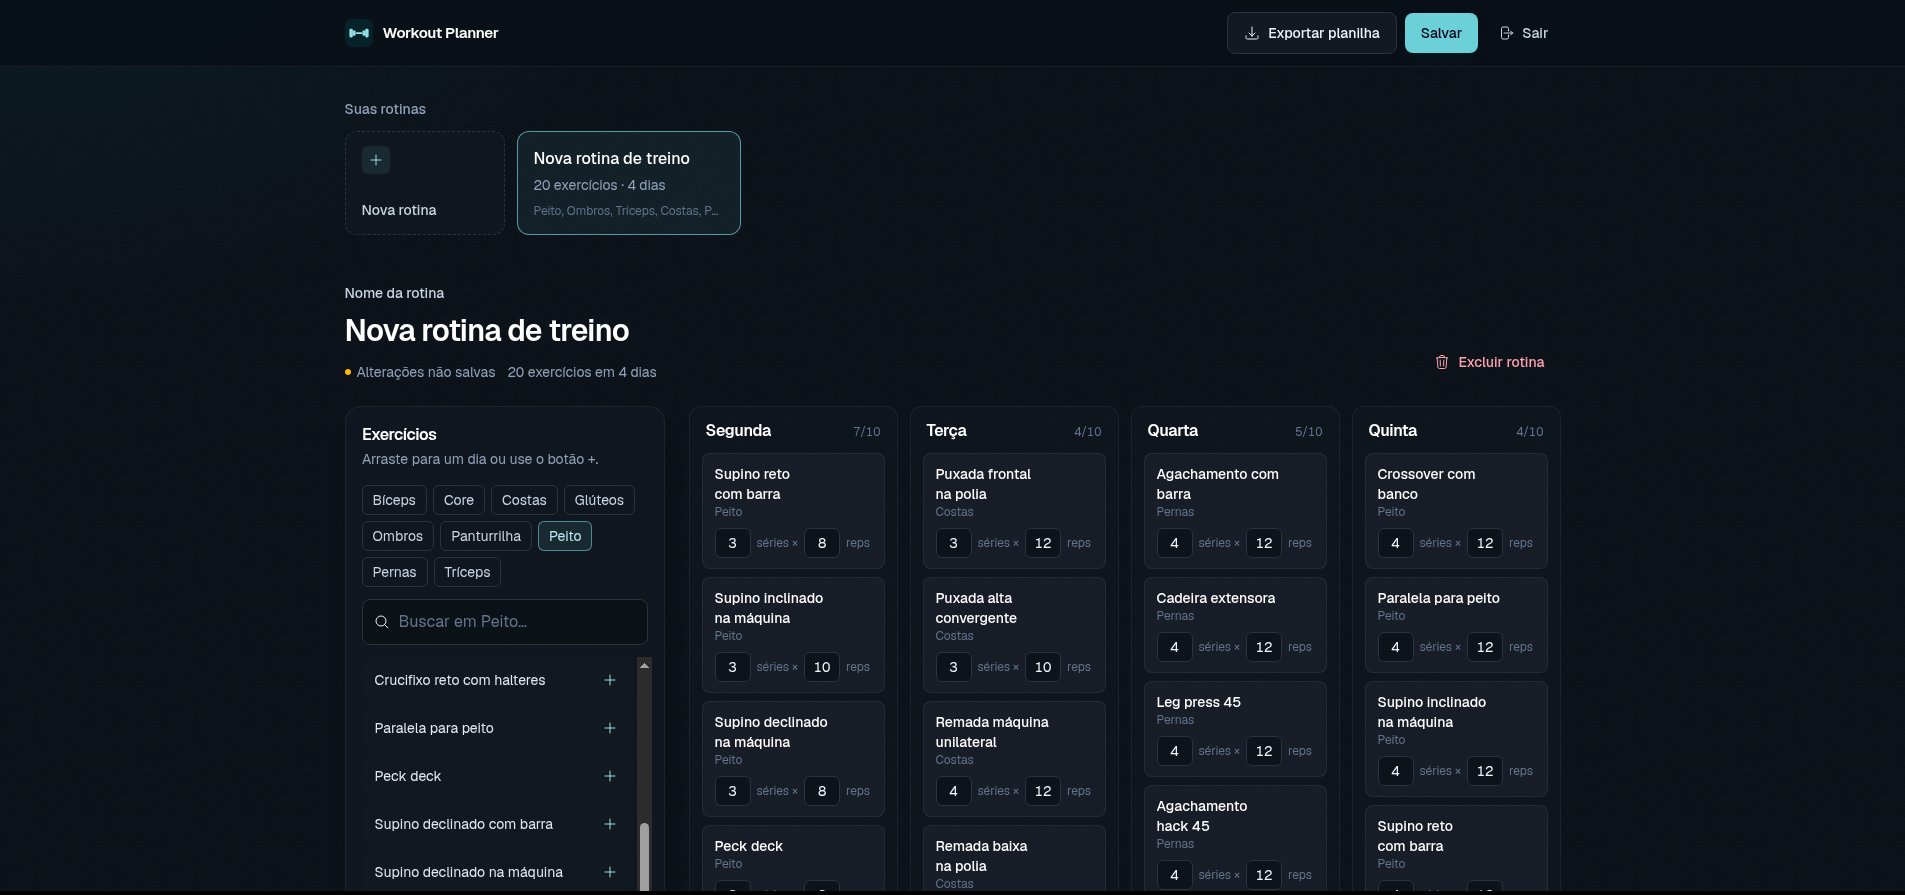 Workout Planner
Exportar planilha
Salvar
Sair
Suas rotinas
Nova rotina
Nova rotina de treino
20 exercícios · 4 dias
Peito, Ombros, Tríceps, Costas, P...
Nome da rotina
Nova rotina de treino
Alterações não salvas 20 exercícios em 4 dias
Excluir rotina
Exercícios
Arraste para um dia ou use o botão +.
Bíceps Core Costas Glúteos
Ombros Panturrilha Peito
Pernas Tríceps
Buscar em Peito...
Crucifixo reto com halteres
Paralela para peito
Peck deck
Supino declinado com barra
Supino declinado na máquina
Segunda 7/10
Supino reto
com barra
Peito
3 séries × 8 reps
Supino inclinado
na máquina
Peito
3 séries × 10 reps
Supino declinado
na máquina
Peito
3 séries × 8 reps
Peck deck
Peito
Terça 4/10
Puxada frontal
na polia
Costas
3 séries × 12 reps
Puxada alta
convergente
Costas
3 séries × 10 reps
Remada máquina
unilateral
Costas
4 séries × 12 reps
Remada baixa
na polia
Costas
Quarta 5/10
Agachamento com
barra
Pernas
4 séries × 12 reps
Cadeira extensora
Pernas
4 séries × 12 reps
Leg press 45
Pernas
4 séries × 12 reps
Agachamento
hack 45
Pernas
4 séries × 12 reps
Quinta 4/10
Crossover com
banco
Peito
4 séries × 12 reps
Paralela para peito
Peito
4 séries × 12 reps
Supino inclinado
na máquina
Peito
4 séries × 12 reps
Supino reto
com barra
Peito